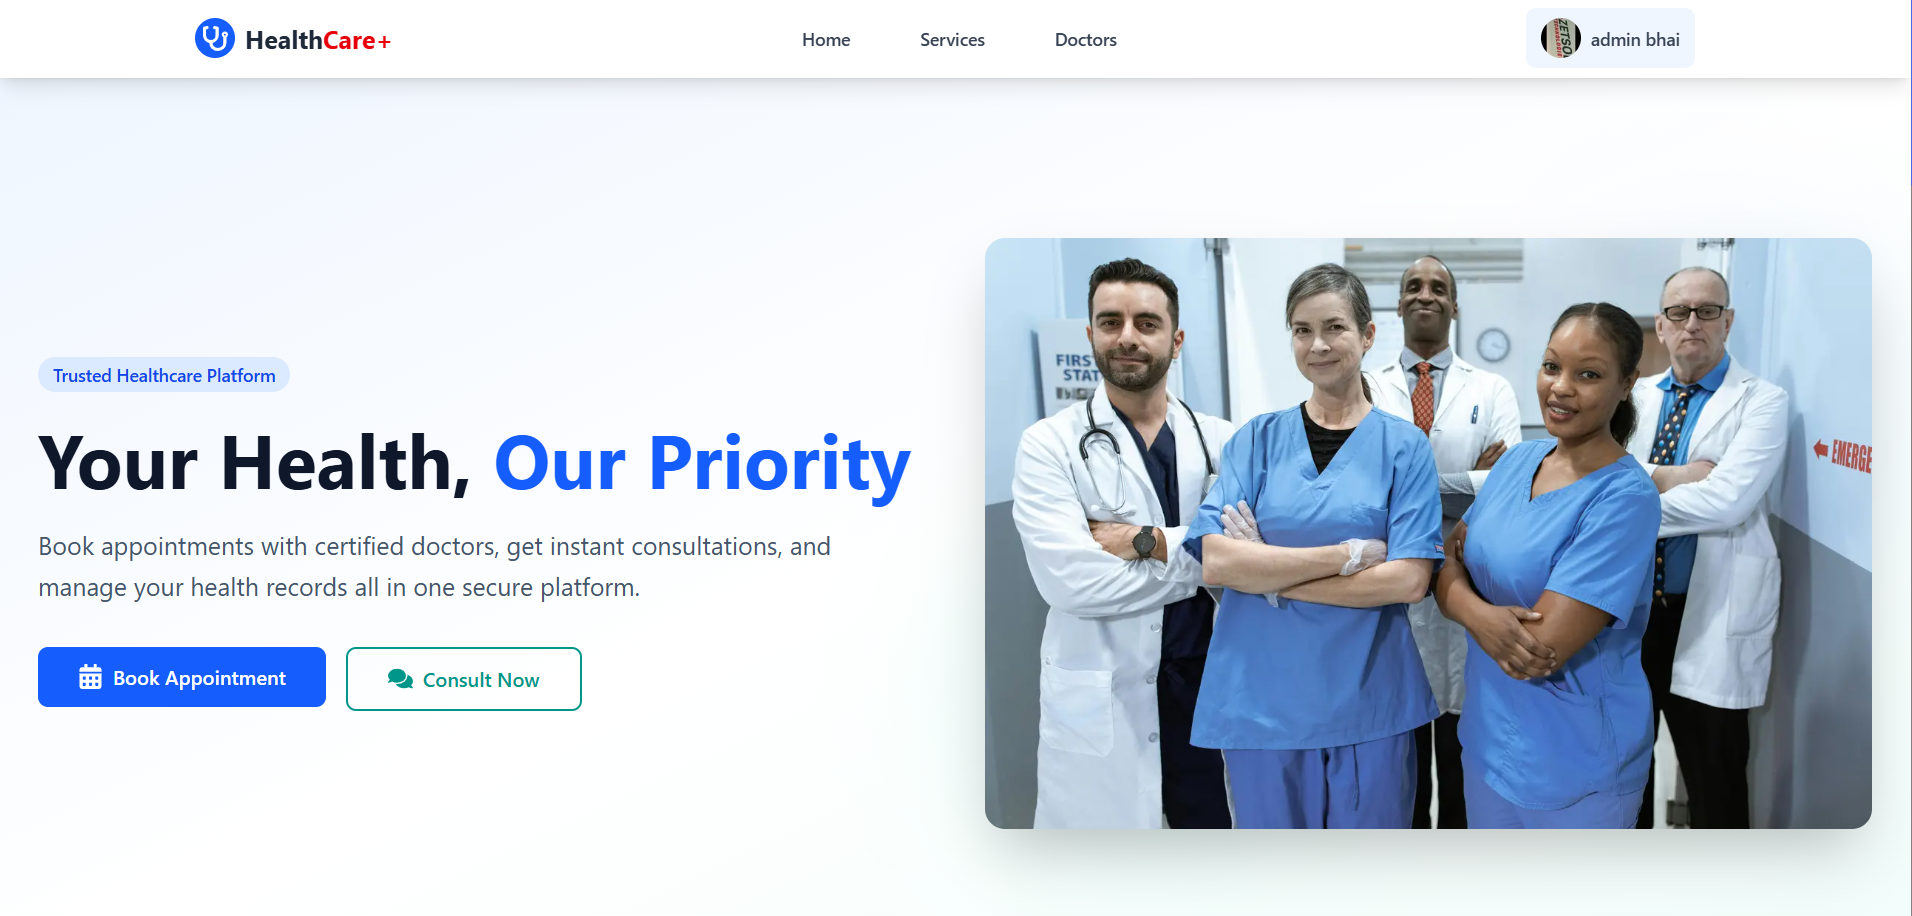 HealthCare+
Home
Services
Doctors
admin bhai
Trusted Healthcare Platform
Your Health, Our Priority
Book appointments with certified doctors, get instant consultations, and
manage your health records all in one secure platform.
Book Appointment
Consult Now
FIRS
STAT
EMERGE